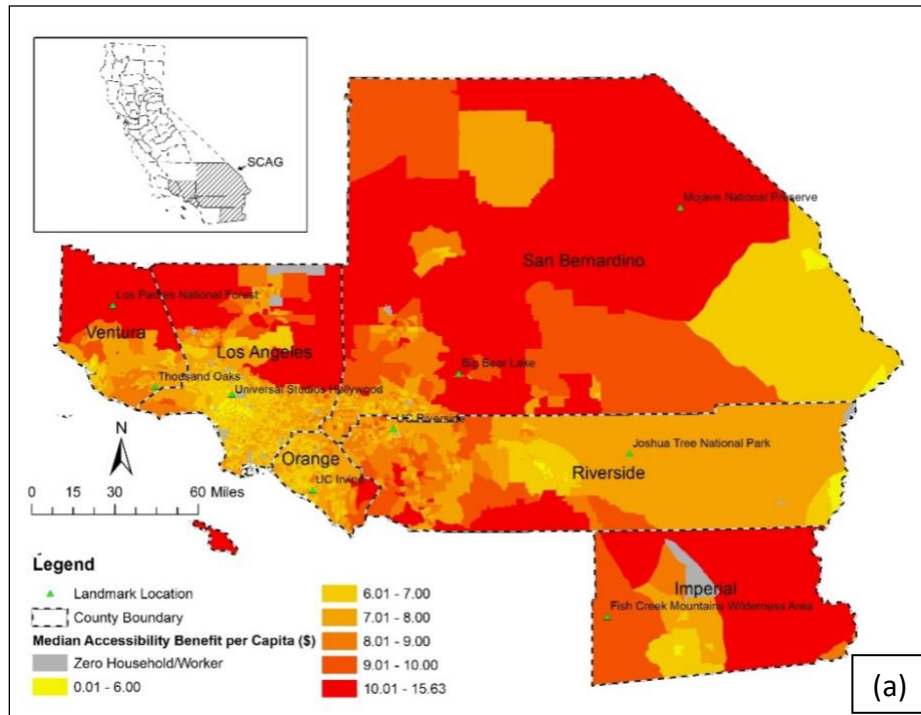 SCAG
Mojave National Preserve
San Bernardino
Los Padres National Forest
Ventura
Los Angeles
Big Bear Lake
Thousand Oaks
Universal Studios Hollywood
UC Riverside
N
Orange
Joshua Tree National Park
Riverside
UC Irvine
0 15 30 60 Miles
Legend
Landmark Location
County Boundary
Median Accessibility Benefit per Capita ($)
Zero Household/Worker
0.01 - 6.00
6.01 - 7.00
7.01 - 8.00
8.01 - 9.00
9.01 - 10.00
10.01 - 15.63
Imperial
Fish Creek Mountains Wilderness Area
(a)